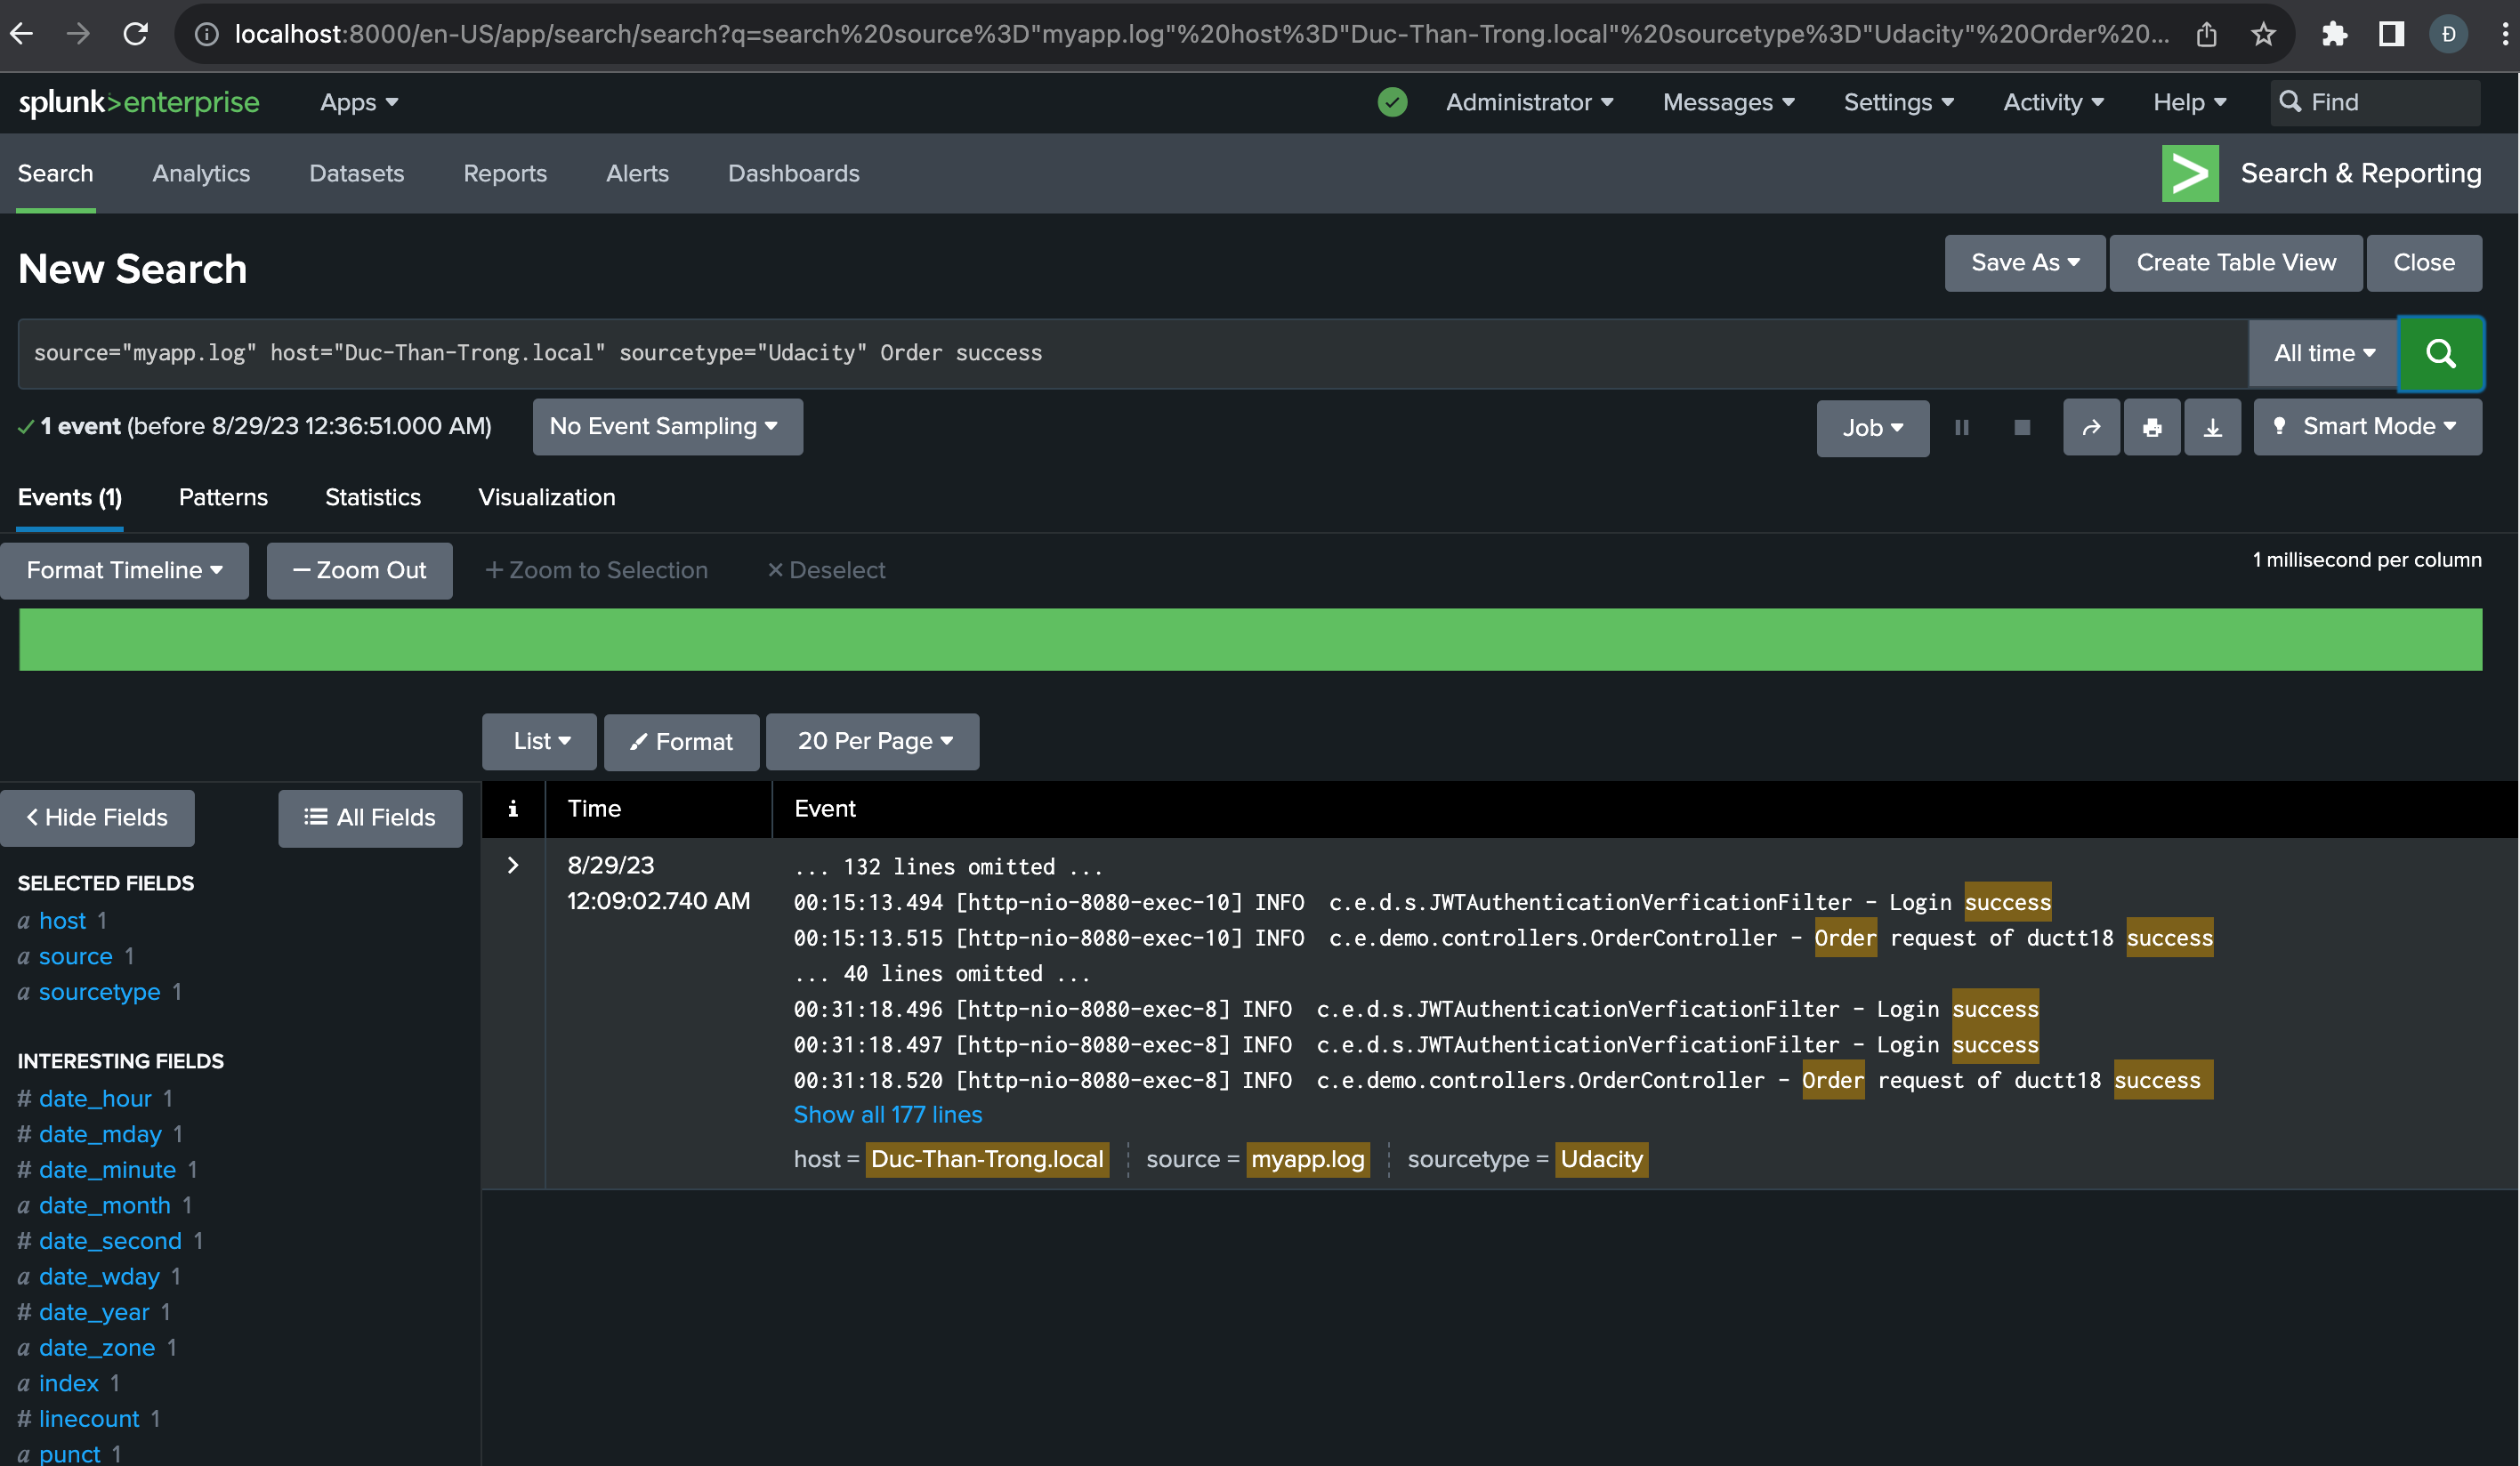 localhost:8000/en-US/app/search/search?q=search%20source%3D"myapp.log"%20host%3D"Duc-Than-Trong.local"%20sourcetype%3D"Udacity"%20Order%20...
Đ
splunk>enterprise Apps Administrator Messages Settings Activity Help Find
Search Analytics Datasets Reports Alerts Dashboards > Search & Reporting
New Search Save As Create Table View Close
source="myapp.log" host="Duc-Than-Trong.local" sourcetype="Udacity" Order success All time
1 event (before 8/29/23 12:36:51.000 AM) No Event Sampling Job Smart Mode
Events (1) Patterns Statistics Visualization
Format Timeline — Zoom Out + Zoom to Selection × Deselect 1 millisecond per column
List Format 20 Per Page
< Hide Fields All Fields
SELECTED FIELDS
a host 1
a source 1
a sourcetype 1
INTERESTING FIELDS
# date_hour 1
# date_mday 1
# date_minute 1
a date_month 1
# date_second 1
a date_wday 1
# date_year 1
a date_zone 1
a index 1
# linecount 1
a punct 1
i Time Event
> 8/29/23
12:09:02.740 AM
... 132 lines omitted ...
00:15:13.494 [http-nio-8080-exec-10] INFO  c.e.d.s.JWTAuthenticationVerficationFilter - Login success
00:15:13.515 [http-nio-8080-exec-10] INFO  c.e.demo.controllers.OrderController - Order request of ductt18 success
... 40 lines omitted ...
00:31:18.496 [http-nio-8080-exec-8] INFO  c.e.d.s.JWTAuthenticationVerficationFilter - Login success
00:31:18.497 [http-nio-8080-exec-8] INFO  c.e.d.s.JWTAuthenticationVerficationFilter - Login success
00:31:18.520 [http-nio-8080-exec-8] INFO  c.e.demo.controllers.OrderController - Order request of ductt18 success
Show all 177 lines
host = Duc-Than-Trong.local source = myapp.log sourcetype = Udacity